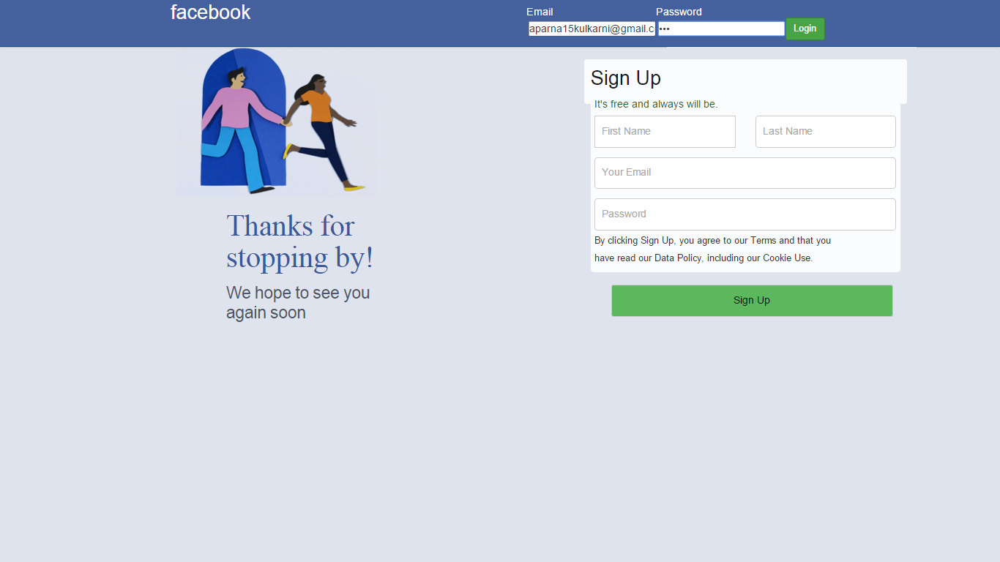 facebook
Email
Password
aparna15kulkarni@gmail.c
•••
Login
Sign Up
It's free and always will be.
First Name
Last Name
Your Email
Password
By clicking Sign Up, you agree to our Terms and that you
have read our Data Policy, including our Cookie Use.
Sign Up
Thanks for
stopping by!
We hope to see you
again soon